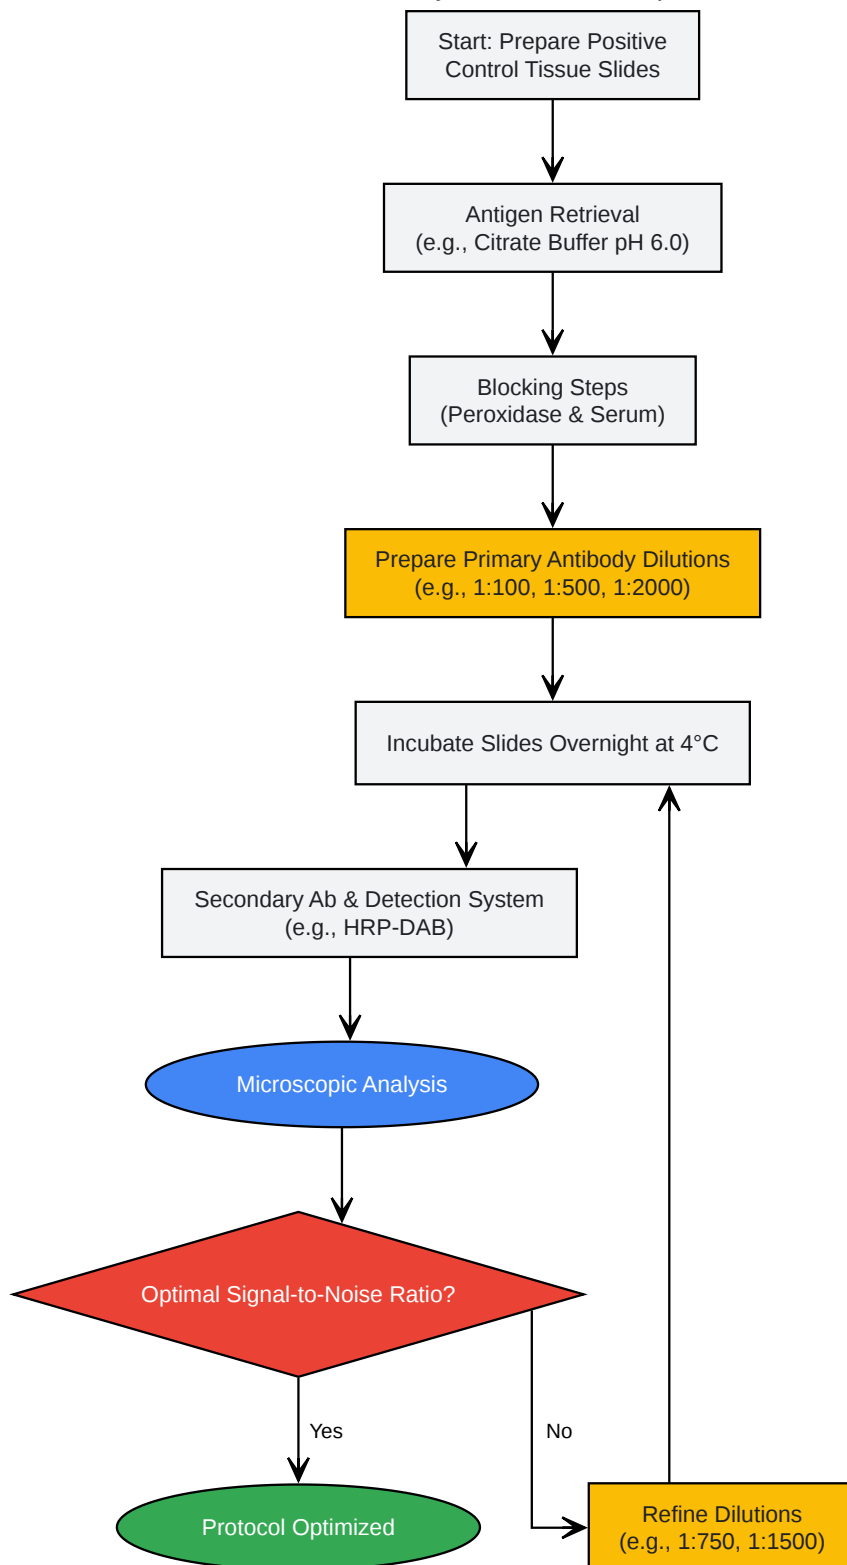 Start: Prepare Positive
Control Tissue Slides
Antigen Retrieval
(e.g., Citrate Buffer pH 6.0)
Blocking Steps
(Peroxidase & Serum)
Prepare Primary Antibody Dilutions
(e.g., 1:100, 1:500, 1:2000)
Incubate Slides Overnight at 4°C
Secondary Ab & Detection System
(e.g., HRP-DAB)
Microscopic Analysis
Optimal Signal-to-Noise Ratio?
Yes
No
Protocol Optimized
Refine Dilutions
(e.g., 1:750, 1:1500)